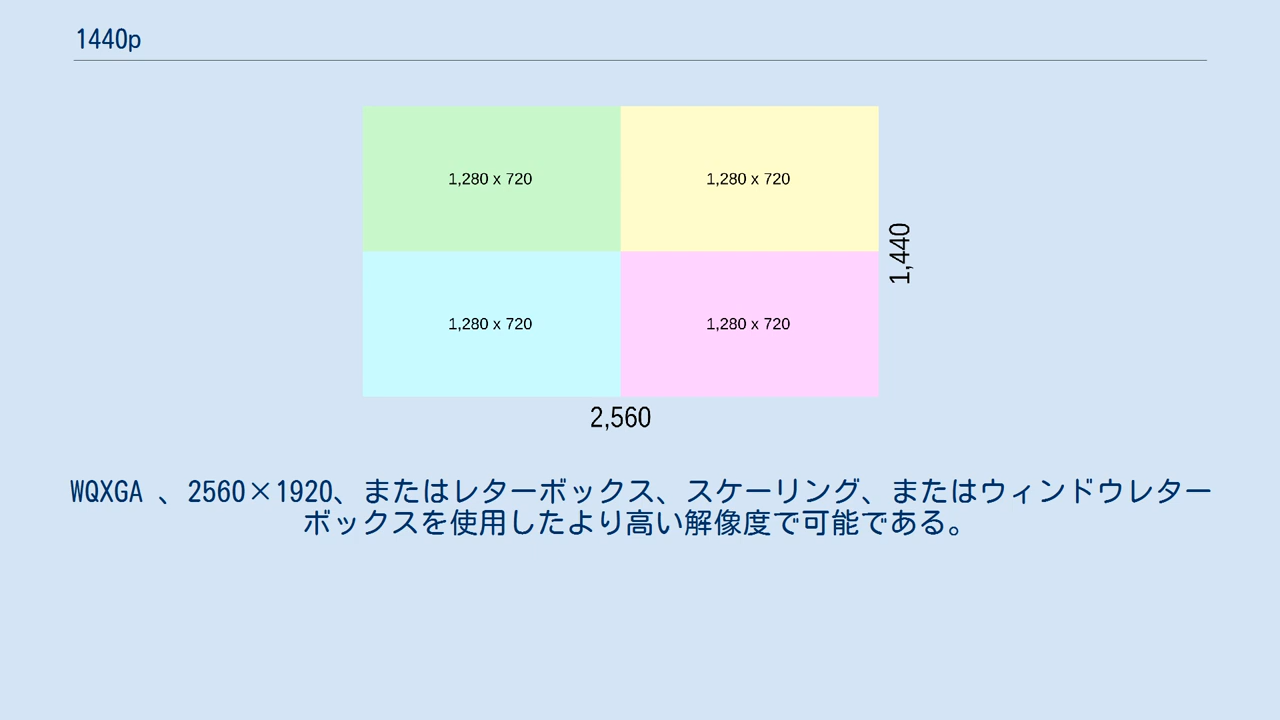 1440p
1,280 x 720
1,280 x 720
1,440
1,280 x 720
1,280 x 720
2,560
WQXGA 、2560×1920、またはレターボックス、スケーリング、またはウィンドウレター
ボックスを使用したより高い解像度で可能である。